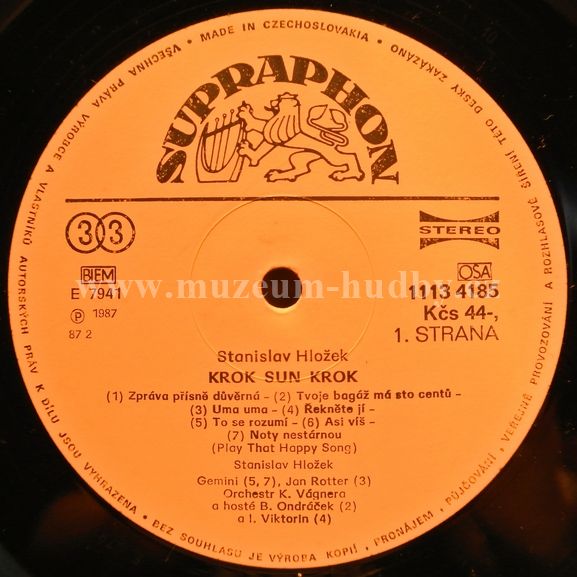 VŠECHNA PRÁVA VÝROBCE A VLASTNÍKŮ AUTORSKÝCH PRÁV K DÍLU JSOU VYHRAZENA • BEZ SOUHLASU JE VÝROBA KOPIÍ, PRONÁJEM, PŮJČOVÁNÍ, VEŘEJNÉ PROVOZOVÁNÍ A ROZHLASOVÉ ŠÍŘENÍ TÉTO DESKY ZAKÁZÁNO • MADE IN CZECHOSLOVAKIA •
SUPRAPHON
33
STEREO
BIEM
OSA
E 7941
1113 4185
www.muzeum-hudby.cz
Ⓟ 1987
Kčs 44-,
87 2
1. STRANA
Stanislav Hložek
KROK SUN KROK
(1) Zpráva přísně důvěrná – (2) Tvoje bagáž má sto centů –
(3) Uma uma – (4) Řekněte jí –
(5) To se rozumí – (6) Asi víš –
(7) Noty nestárnou
(Play That Happy Song)
Stanislav Hložek
Gemini (5, 7), Jan Rotter (3)
Orchestr K. Vágnera
a hosté B. Ondráček (2)
a I. Viktorin (4)